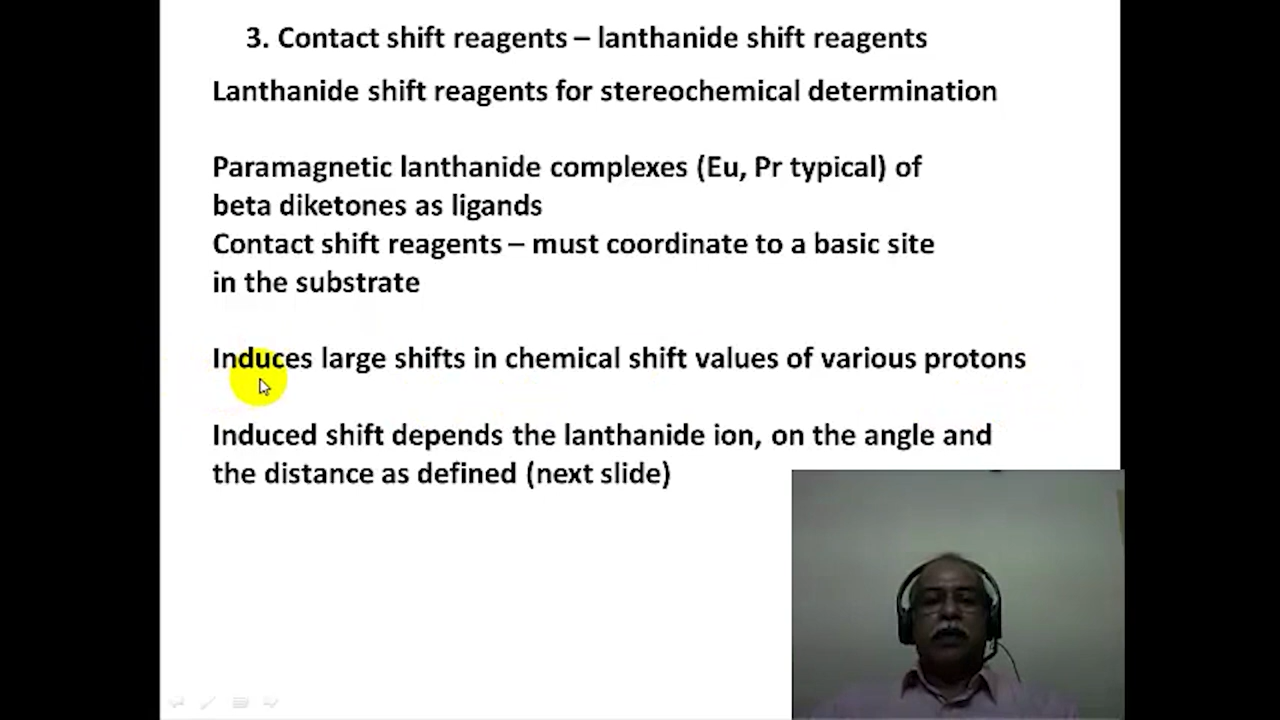 3. Contact shift reagents – lanthanide shift reagents
Lanthanide shift reagents for stereochemical determination
Paramagnetic lanthanide complexes (Eu, Pr typical) of
beta diketones as ligands
Contact shift reagents – must coordinate to a basic site
in the substrate
Induces large shifts in chemical shift values of various protons
Induced shift depends the lanthanide ion, on the angle and
the distance as defined (next slide)